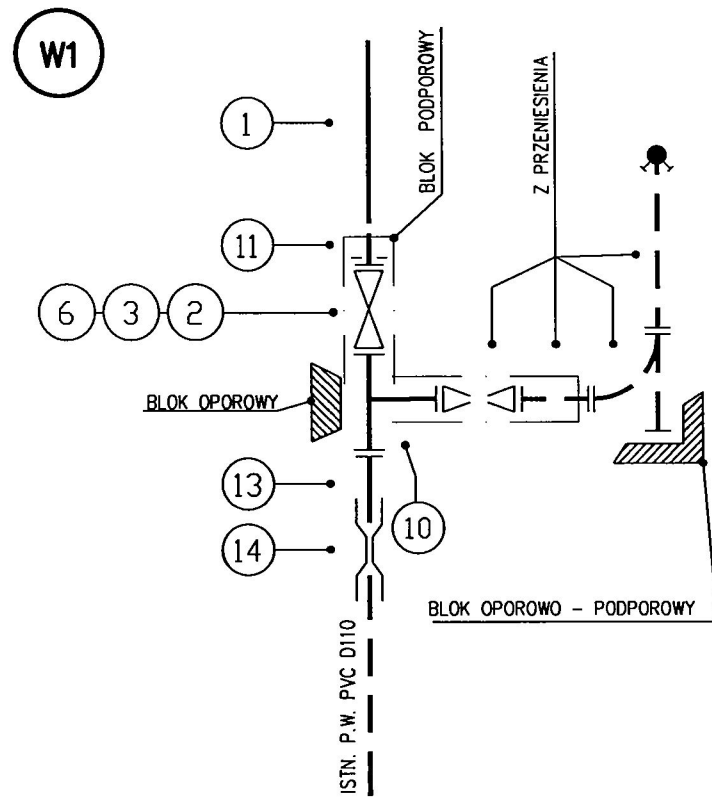 W1
1
BLOK PODPOROWY
Z PRZENIESIENIA
11
6 3 2
BLOK OPOROWY
13
10
14
BLOK OPOROWO - PODPOROWY
ISTN. P.W. PVC D110